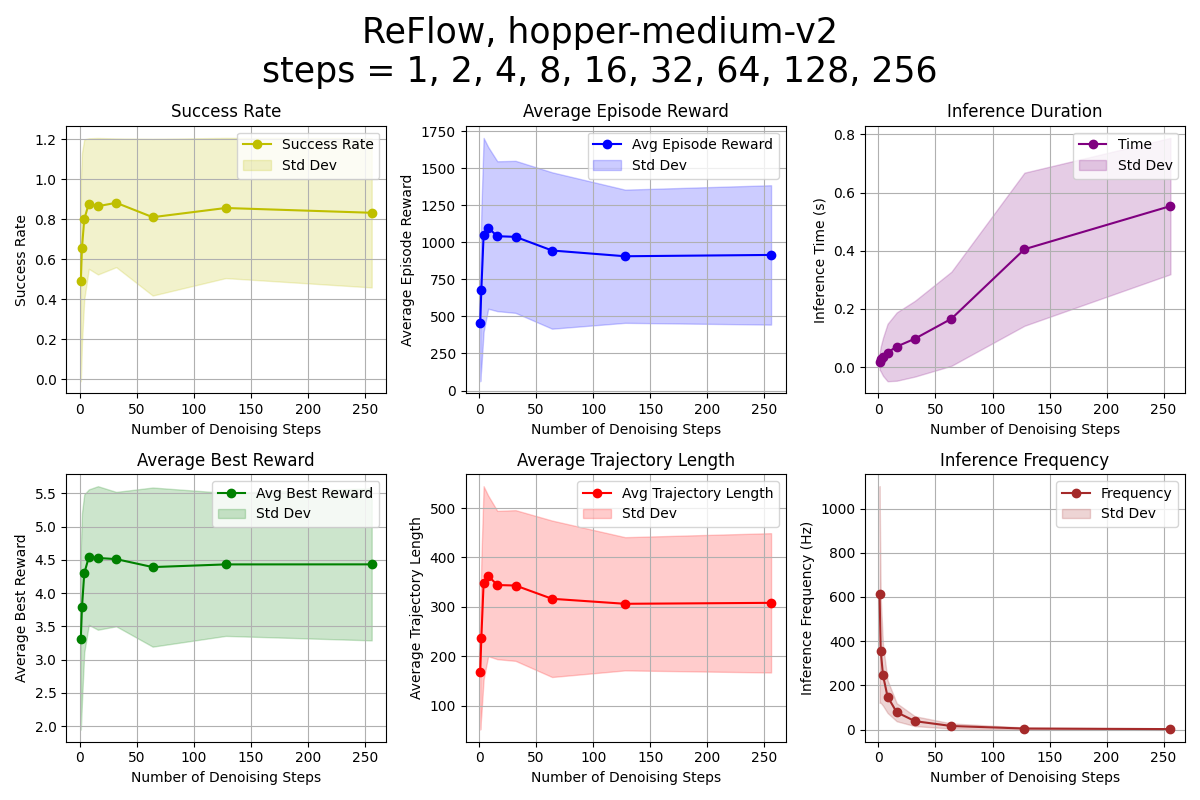 ReFlow, hopper-medium-v2
steps = 1, 2, 4, 8, 16, 32, 64, 128, 256
Success Rate
1.2
1.0
0.8
0.6
0.4
0.2
0.0
Success Rate
Success Rate
Std Dev
0 50 100 150 200 250
Number of Denoising Steps
Average Episode Reward
1750
1500
1250
1000
750
500
250
0
Average Episode Reward
Avg Episode Reward
Std Dev
0 50 100 150 200 250
Number of Denoising Steps
Inference Duration
0.8
0.6
0.4
0.2
0.0
Inference Time (s)
Time
Std Dev
0 50 100 150 200 250
Number of Denoising Steps
Average Best Reward
5.5
5.0
4.5
4.0
3.5
3.0
2.5
2.0
Average Best Reward
Avg Best Reward
Std Dev
0 50 100 150 200 250
Number of Denoising Steps
Average Trajectory Length
500
400
300
200
100
Average Trajectory Length
Avg Trajectory Length
Std Dev
0 50 100 150 200 250
Number of Denoising Steps
Inference Frequency
1000
800
600
400
200
0
Inference Frequency (Hz)
Frequency
Std Dev
0 50 100 150 200 250
Number of Denoising Steps